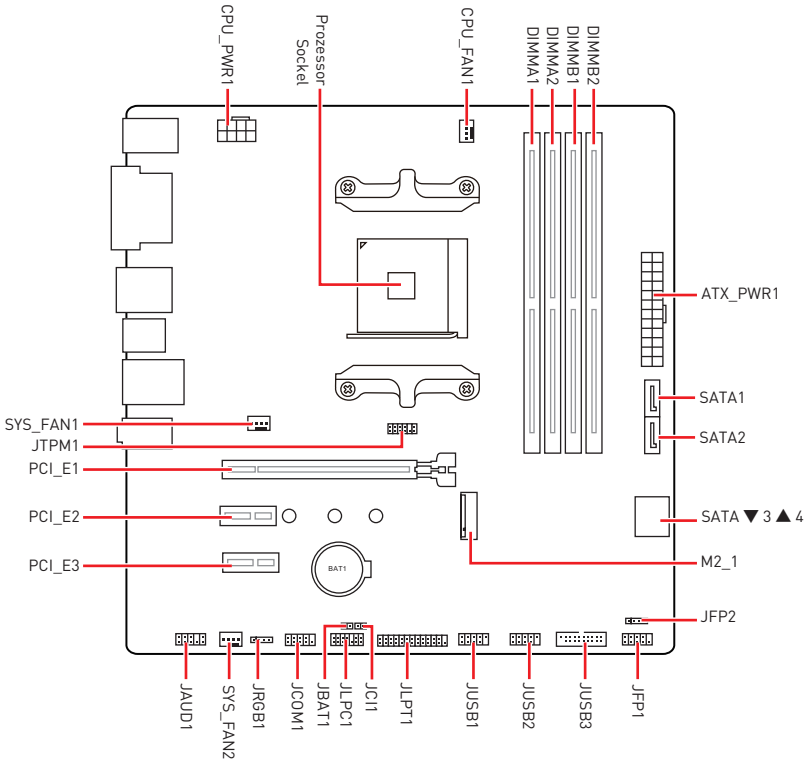 CPU_PWR1
Prozessor
Sockel
CPU_FAN1
DIMMA1
DIMMA2
DIMMB1
DIMMB2
ATX_PWR1
SATA1
SATA2
SATA ▼ 3 ▲ 4
M2_1
JFP2
SYS_FAN1
JTPM1
PCI_E1
PCI_E2
PCI_E3
BAT1
JAUD1
SYS_FAN2
JRGB1
JCOM1
JBAT1
JLPC1
JCI1
JLPT1
JUSB1
JUSB2
JUSB3
JFP1